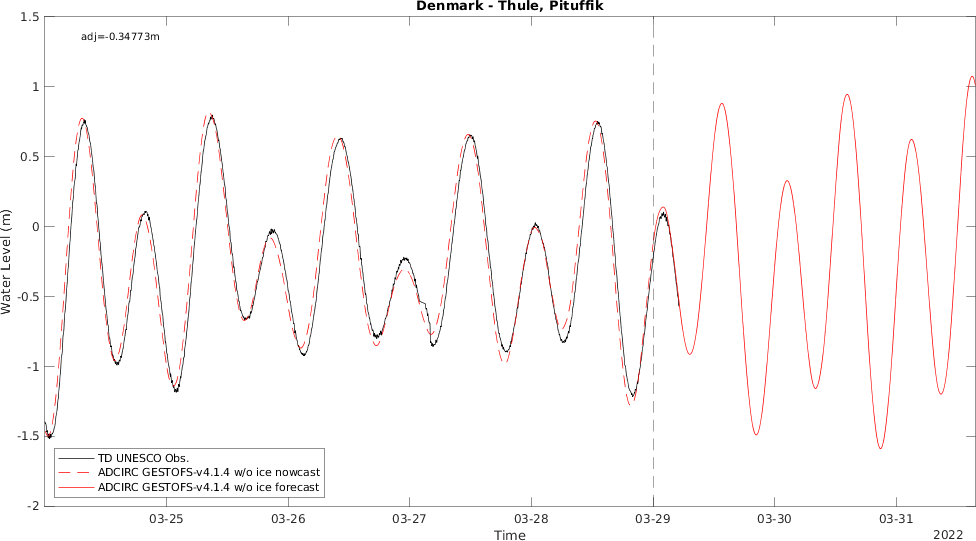 Denmark - Thule, Pituffik
adj=-0.34773m
Water Level (m)
1.5
1
0.5
0
-0.5
-1
-1.5
-2
TD UNESCO Obs.
ADCIRC GESTOFS-v4.1.4 w/o ice nowcast
ADCIRC GESTOFS-v4.1.4 w/o ice forecast
03-25 03-26 03-27 03-28 03-29 03-30 03-31
Time
2022